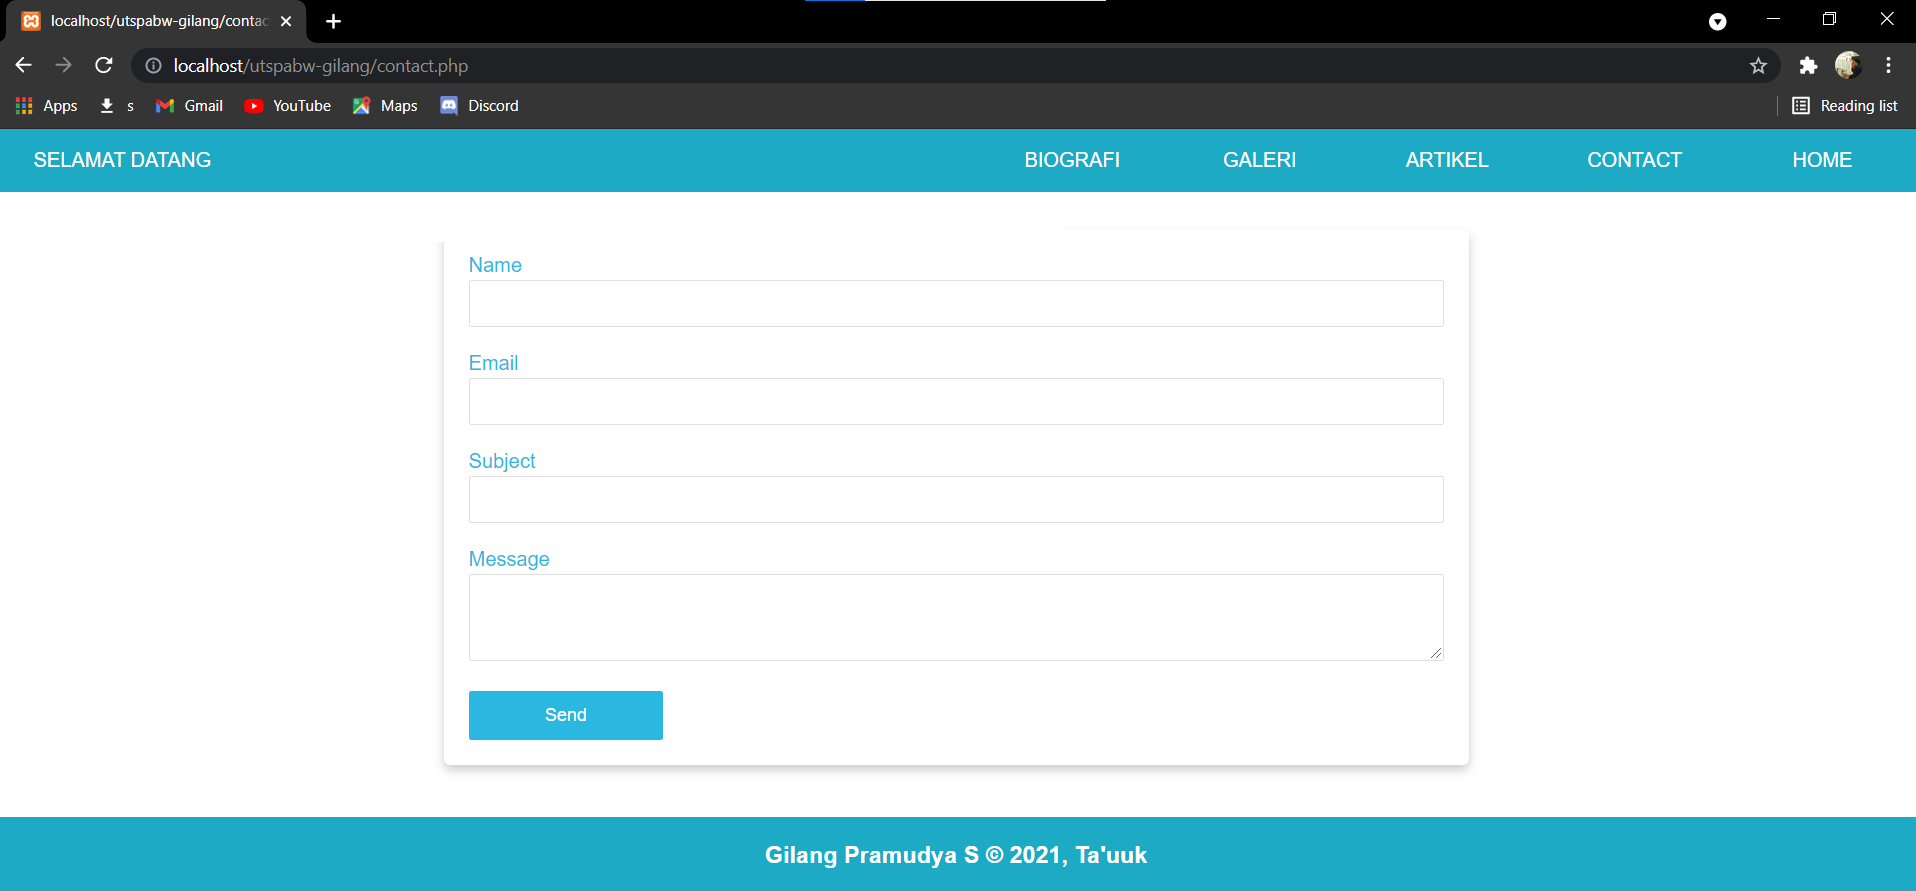 localhost/utspabw-gilang/contac
localhost/utspabw-gilang/contact.php
Apps s Gmail YouTube Maps Discord Reading list
SELAMAT DATANG BIOGRAFI GALERI ARTIKEL CONTACT HOME
Name
Email
Subject
Message
Send
Gilang Pramudya S © 2021, Ta'uuk